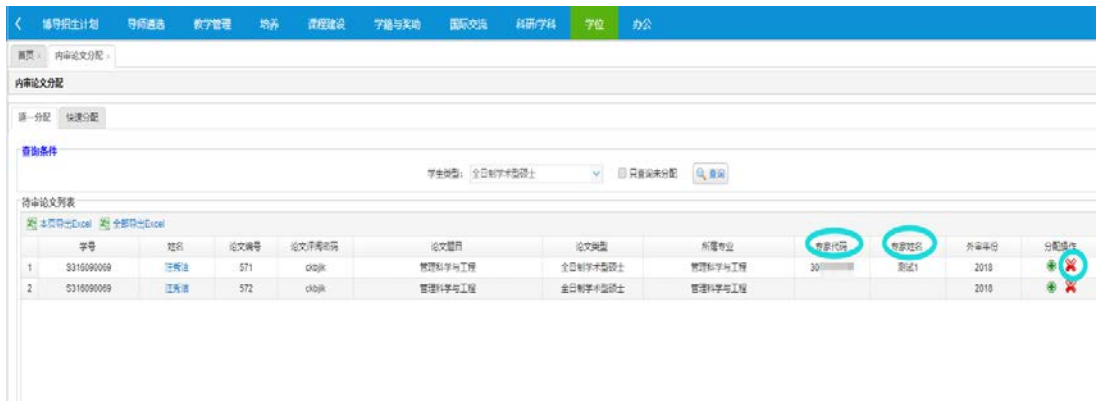 博导招生计划 导师遴选 教学管理 培养 课程建设 学籍与奖助 国际交流 科研/学科 学位 办公
首页 内审论文分配
内审论文分配
逐一分配 快速分配
查询条件
学生类型: 全日制学术型硕士 只查询未分配 查询
待审论文列表
本页导出Excel 全部导出Excel
学号 姓名 论文编号 论文评阅密码 论文题目 论文类型 所属专业 专家代码 专家姓名 外审年份 分配操作
1 S316090069 571 ckbjik 管理科学与工程 全日制学术型硕士 管理科学与工程 30 测试1 2018
2 S316090069 572 ckbjik 管理科学与工程 全日制学术型硕士 管理科学与工程 2018